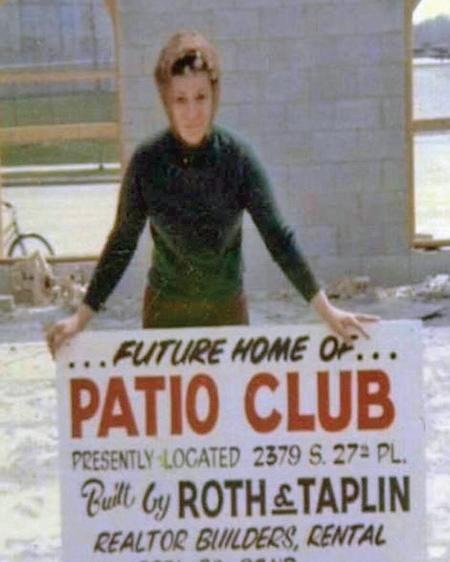 ...FUTURE HOME OF...
PATIO CLUB
PRESENTLY LOCATED 2379 S. 27th PL.
Built by ROTH & TAPLIN
REALTOR BUILDERS, RENTAL